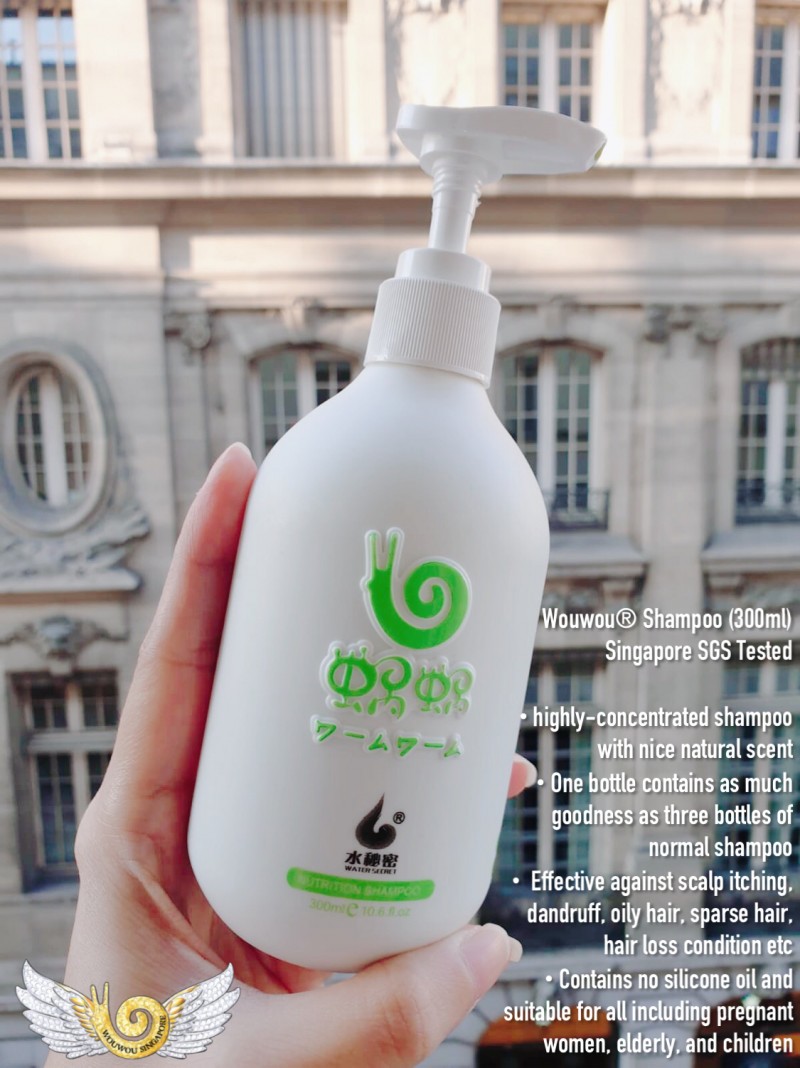 蝸蝸
ワームワーム
®
水秘密
WATER SECRET
NUTRITION SHAMPOO
300ml e 10.6 fl.oz
Wouwou® Shampoo (300ml)
Singapore SGS Tested
• highly-concentrated shampoo
with nice natural scent
• One bottle contains as much
goodness as three bottles of
normal shampoo
• Effective against scalp itching,
dandruff, oily hair, sparse hair,
hair loss condition etc
• Contains no silicone oil and
suitable for all including pregnant
women, elderly, and children
WOUWOU SINGAPORE